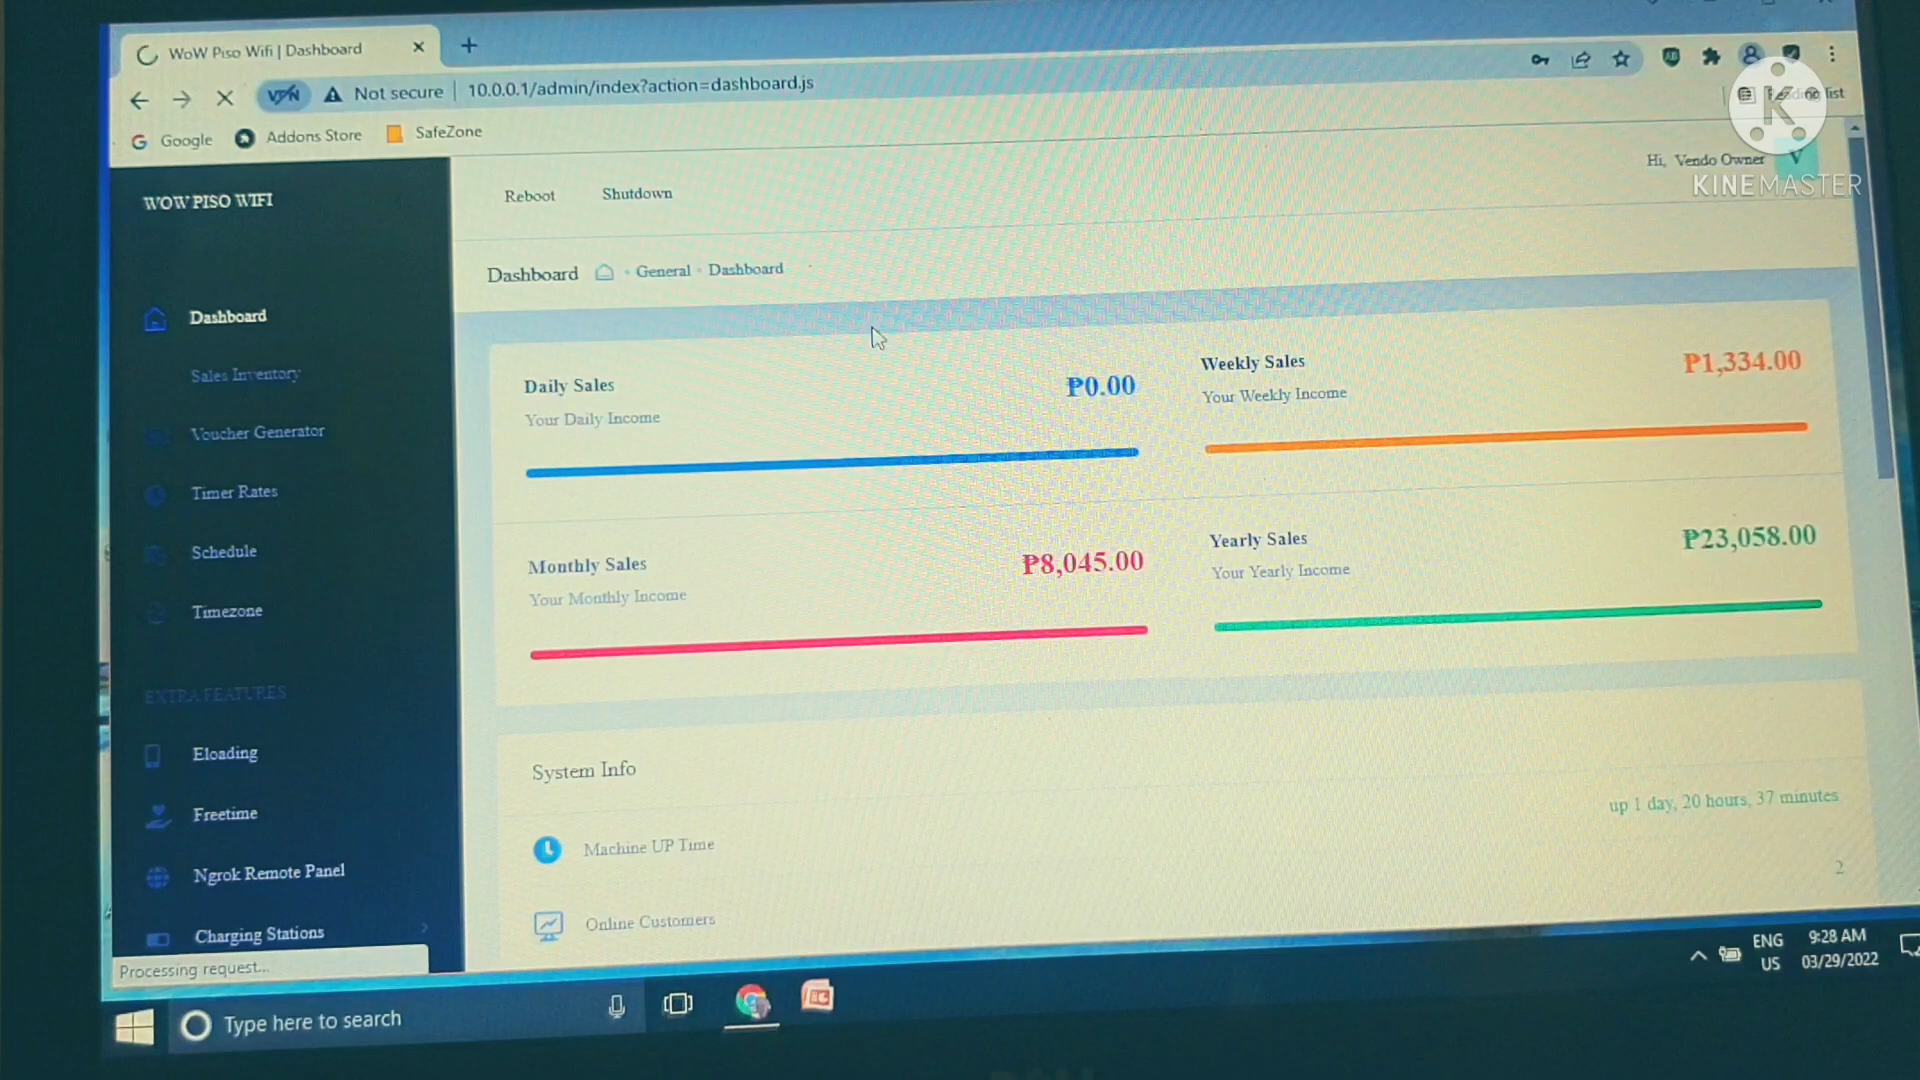 WoW Piso Wifi | Dashboard
VPN
Not secure
10.0.0.1/admin/index?action=dashboard.js
list
Google
Addons Store
SafeZone
Hi, Vendo Owner
V
K
KINEMASTER
WOW PISO WIFI
Reboot
Shutdown
Dashboard
General
Dashboard
Dashboard
Sales Inventory
Voucher Generator
Timer Rates
Schedule
Timezone
EXTRA FEATURES
Eloading
Freetime
Ngrok Remote Panel
Charging Stations
Daily Sales
₱0.00
Your Daily Income
Weekly Sales
₱1,334.00
Your Weekly Income
Monthly Sales
₱8,045.00
Your Monthly Income
Yearly Sales
₱23,058.00
Your Yearly Income
System Info
Machine UP Time
up 1 day, 20 hours, 37 minutes
Online Customers
2
Processing request...
Type here to search
ENG
US
9:28 AM
03/29/2022